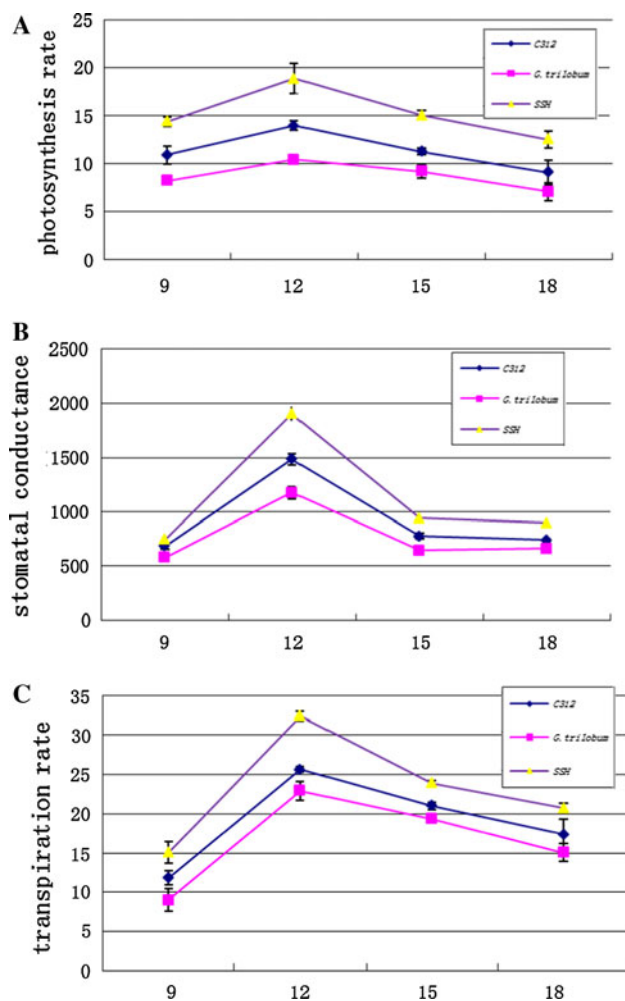 A
photosynthesis rate
25
20
15
10
5
0
9 12 15 18
C312
G.trilobum
SSH
B
stomatal conductance
2500
2000
1500
1000
500
0
9 12 15 18
C312
G.trilobum
SSH
C
transpiration rate
35
30
25
20
15
10
5
0
9 12 15 18
C312
G.trilobum
SSH